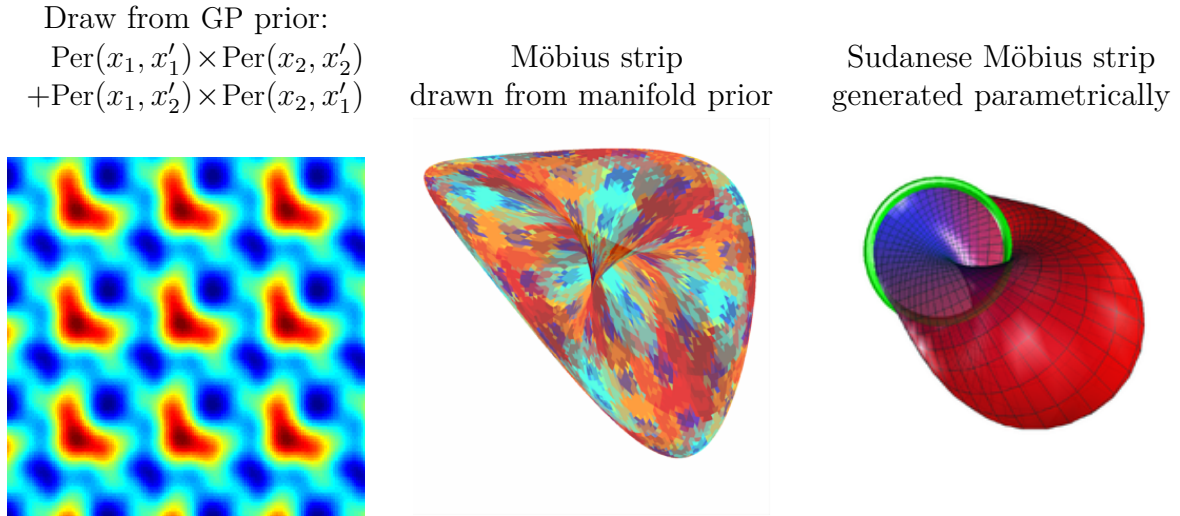 Draw from GP prior:
Per(x₁, x′₁)×Per(x₂, x′₂)
+Per(x₁, x′₂)×Per(x₂, x′₁)
Möbius strip
drawn from manifold prior
Sudanese Möbius strip
generated parametrically